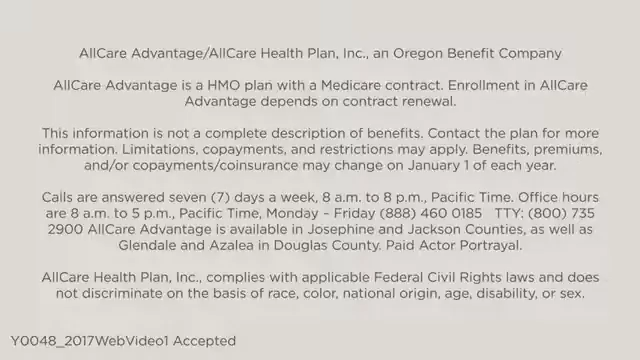 AllCare Advantage/AllCare Health Plan, Inc., an Oregon Benefit Company
AllCare Advantage is a HMO plan with a Medicare contract. Enrollment in AllCare
Advantage depends on contract renewal.
This information is not a complete description of benefits. Contact the plan for more
information. Limitations, copayments, and restrictions may apply. Benefits, premiums,
and/or copayments/coinsurance may change on January 1 of each year.
Calls are answered seven (7) days a week, 8 a.m. to 8 p.m., Pacific Time. Office hours
are 8 a.m. to 5 p.m., Pacific Time, Monday – Friday (888) 460 0185   TTY: (800) 735
2900 AllCare Advantage is available in Josephine and Jackson Counties, as well as
Glendale and Azalea in Douglas County. Paid Actor Portrayal.
AllCare Health Plan, Inc., complies with applicable Federal Civil Rights laws and does
not discriminate on the basis of race, color, national origin, age, disability, or sex.
Y0048_2017WebVideo1 Accepted